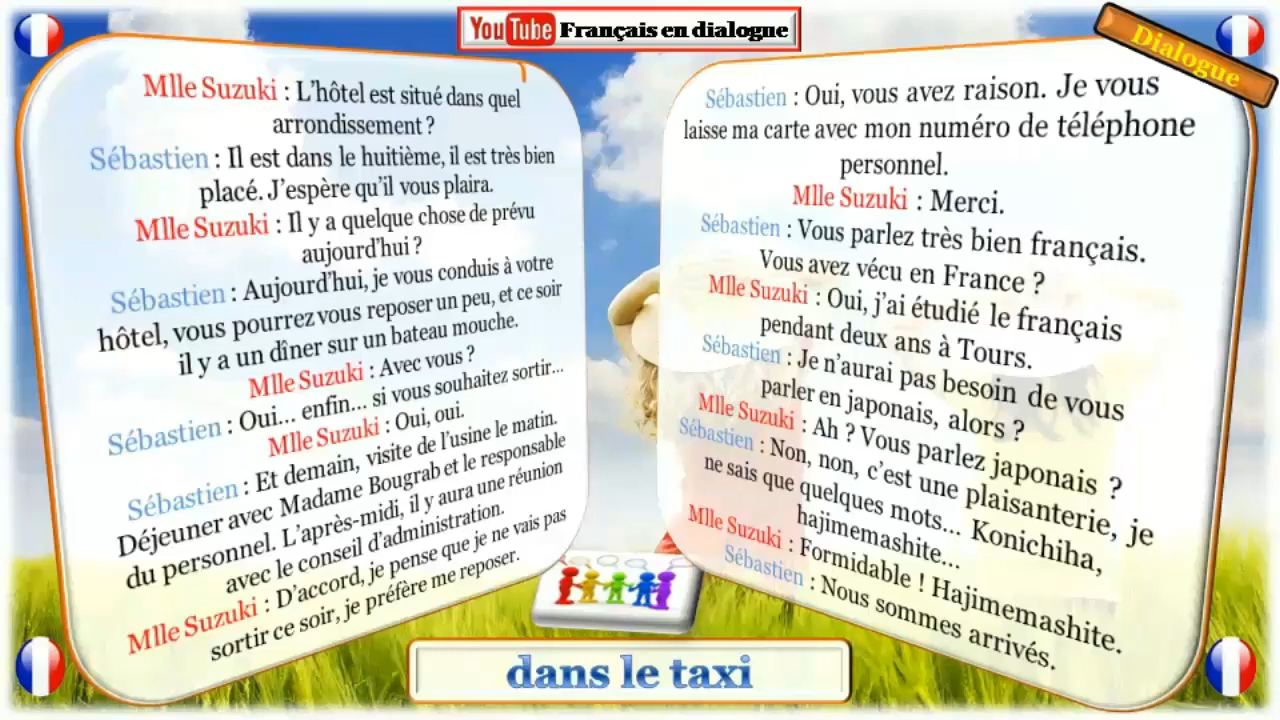 YouTube Français en dialogue
Dialogue
Mlle Suzuki : L'hôtel est situé dans quel
arrondissement ?
Sébastien : Il est dans le huitième, il est très bien
placé. J'espère qu'il vous plaira.
Mlle Suzuki : Il y a quelque chose de prévu
aujourd'hui ?
Sébastien : Aujourd'hui, je vous conduis à votre
hôtel, vous pourrez vous reposer un peu, et ce soir
il y a un dîner sur un bateau mouche.
Mlle Suzuki : Avec vous ?
Sébastien : Oui... enfin... si vous souhaitez sortir...
Mlle Suzuki : Oui, oui.
Sébastien : Et demain, visite de l'usine le matin.
Déjeuner avec Madame Bougrab et le responsable
du personnel. L'après-midi, il y aura une réunion
avec le conseil d'administration.
Mlle Suzuki : D'accord, je pense que je ne vais pas
sortir ce soir, je préfère me reposer.
Sébastien : Oui, vous avez raison. Je vous
laisse ma carte avec mon numéro de téléphone
personnel.
Mlle Suzuki : Merci.
Sébastien : Vous parlez très bien français.
Vous avez vécu en France ?
Mlle Suzuki : Oui, j'ai étudié le français
pendant deux ans à Tours.
Sébastien : Je n'aurai pas besoin de vous
parler en japonais, alors ?
Mlle Suzuki : Ah ? Vous parlez japonais ?
Sébastien : Non, non, c'est une plaisanterie, je
ne sais que quelques mots... Konichiha,
hajimemashite...
Mlle Suzuki : Formidable ! Hajimemashite.
Sébastien : Nous sommes arrivés.
dans le taxi